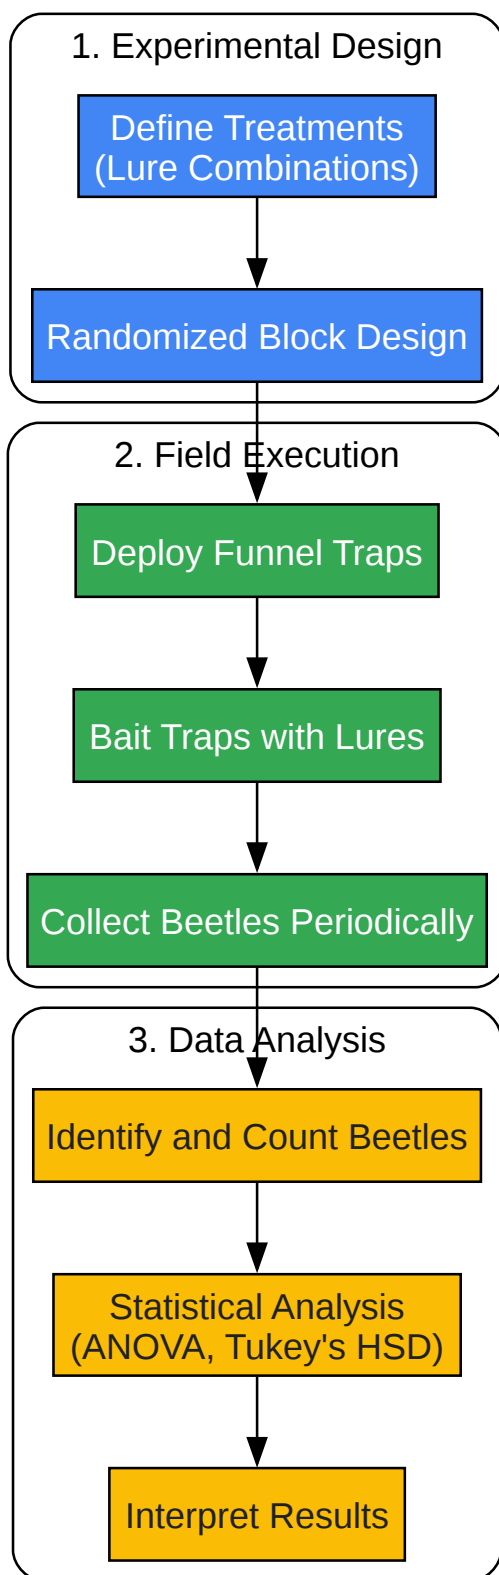 1. Experimental Design
Define Treatments
(Lure Combinations)
Randomized Block Design
2. Field Execution
Deploy Funnel Traps
Bait Traps with Lures
Collect Beetles Periodically
3. Data Analysis
Identify and Count Beetles
Statistical Analysis
(ANOVA, Tukey's HSD)
Interpret Results